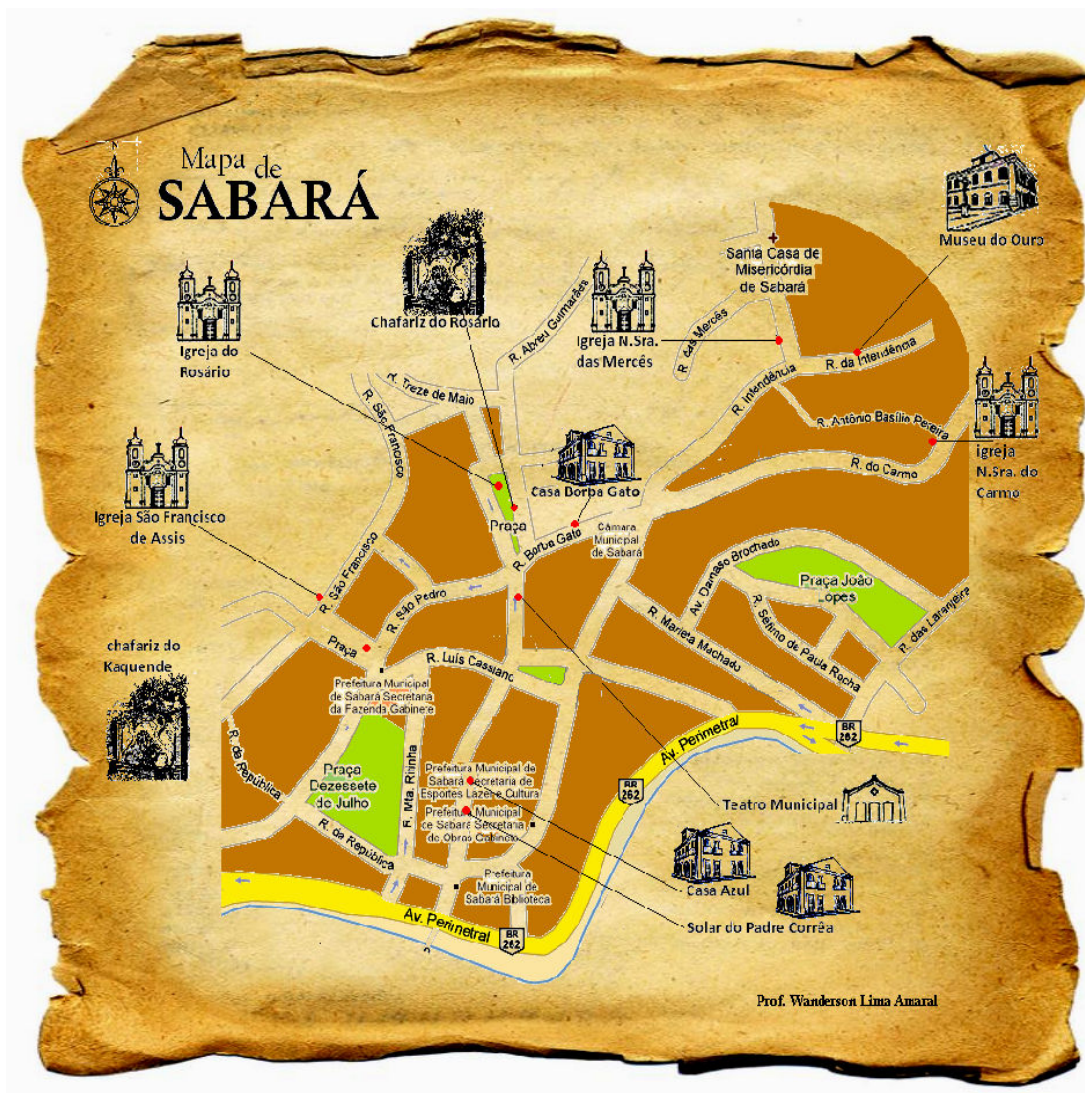 N
Mapa de
SABARÁ
Museu do Ouro
Santa Casa de
Misericórdia
de Sabará
Chafariz do Rosário
R. Abreu Guimarães
Igreja N.Sra.
das Mercês
R. das Mercês
Igreja do
Rosário
R. da Intendência
R. Intendência
R. Treze de Maio
R. São Francisco
R. Antônio Basílio Pereira
igreja
N.Sra. do
Carmo
R. do Carmo
Casa Borba Gato
Igreja São Francisco
de Assis
Praça
R. Borba Gato
Câmara
Municipal
de Sabará
R. São Francisco
R. São Pedro
Av. Damaso Brochado
Praça João
Lopes
R. Marieta Machado
R. Séfino de Paula Rocha
P. das Laranjeira
chafariz do
Kaquende
Praça
R. Luís Cassiano
Prefeitura Municipal
de Sabará Secretaria
da Fazenda Gabinete
R. da República
Praça
Dezessete
de Julho
R. Mta. Ritinha
Av. Perimetral
BR
262
BR
262
Prefeitura Municipal de
Sabará Secretaria de
Esportes Lazer e Cultura
Prefeitura Municipal
de Sabará Secretaria
de Obras Gabinete
Teatro Municipal
R. da República
Prefeitura
Municipal de
Sabará Biblioteca
Casa Azul
Solar do Padre Corrêa
Av. Perimetral
BR
262
Prof. Wanderson Lima Amaral